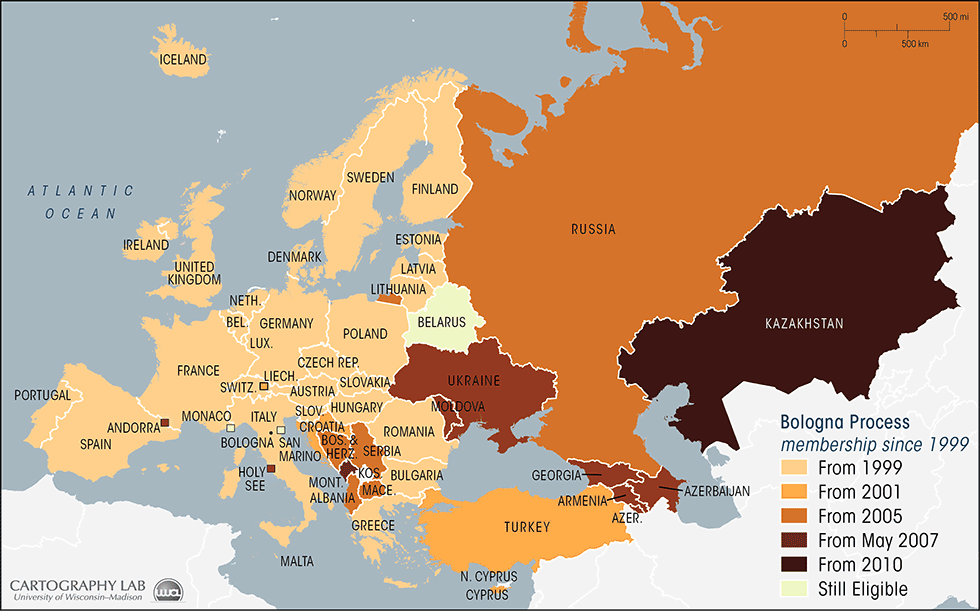 0
500 mi
0
500 km
ICELAND
ATLANTIC
OCEAN
NORWAY
SWEDEN
FINLAND
RUSSIA
ESTONIA
LATVIA
LITHUANIA
DENMARK
IRELAND
UNITED
KINGDOM
NETH.
BEL.
LUX.
GERMANY
POLAND
BELARUS
KAZAKHSTAN
CZECH REP.
FRANCE
SWITZ.
LIECH.
AUSTRIA
SLOVAKIA
UKRAINE
MOLDOVA
PORTUGAL
SPAIN
ANDORRA
MONACO
ITALY
SLOV.
HUNGARY
CROATIA
ROMANIA
BOLOGNA
SAN
MARINO
BOS. &
HERZ.
SERBIA
HOLY
SEE
MONT.
KOS.
BULGARIA
ALBANIA
MACE.
GREECE
TURKEY
GEORGIA
ARMENIA
AZERBAIJAN
AZER.
MALTA
N. CYPRUS
CYPRUS
Bologna Process
membership since 1999
From 1999
From 2001
From 2005
From May 2007
From 2010
Still Eligible
CARTOGRAPHY LAB
University of Wisconsin–Madison